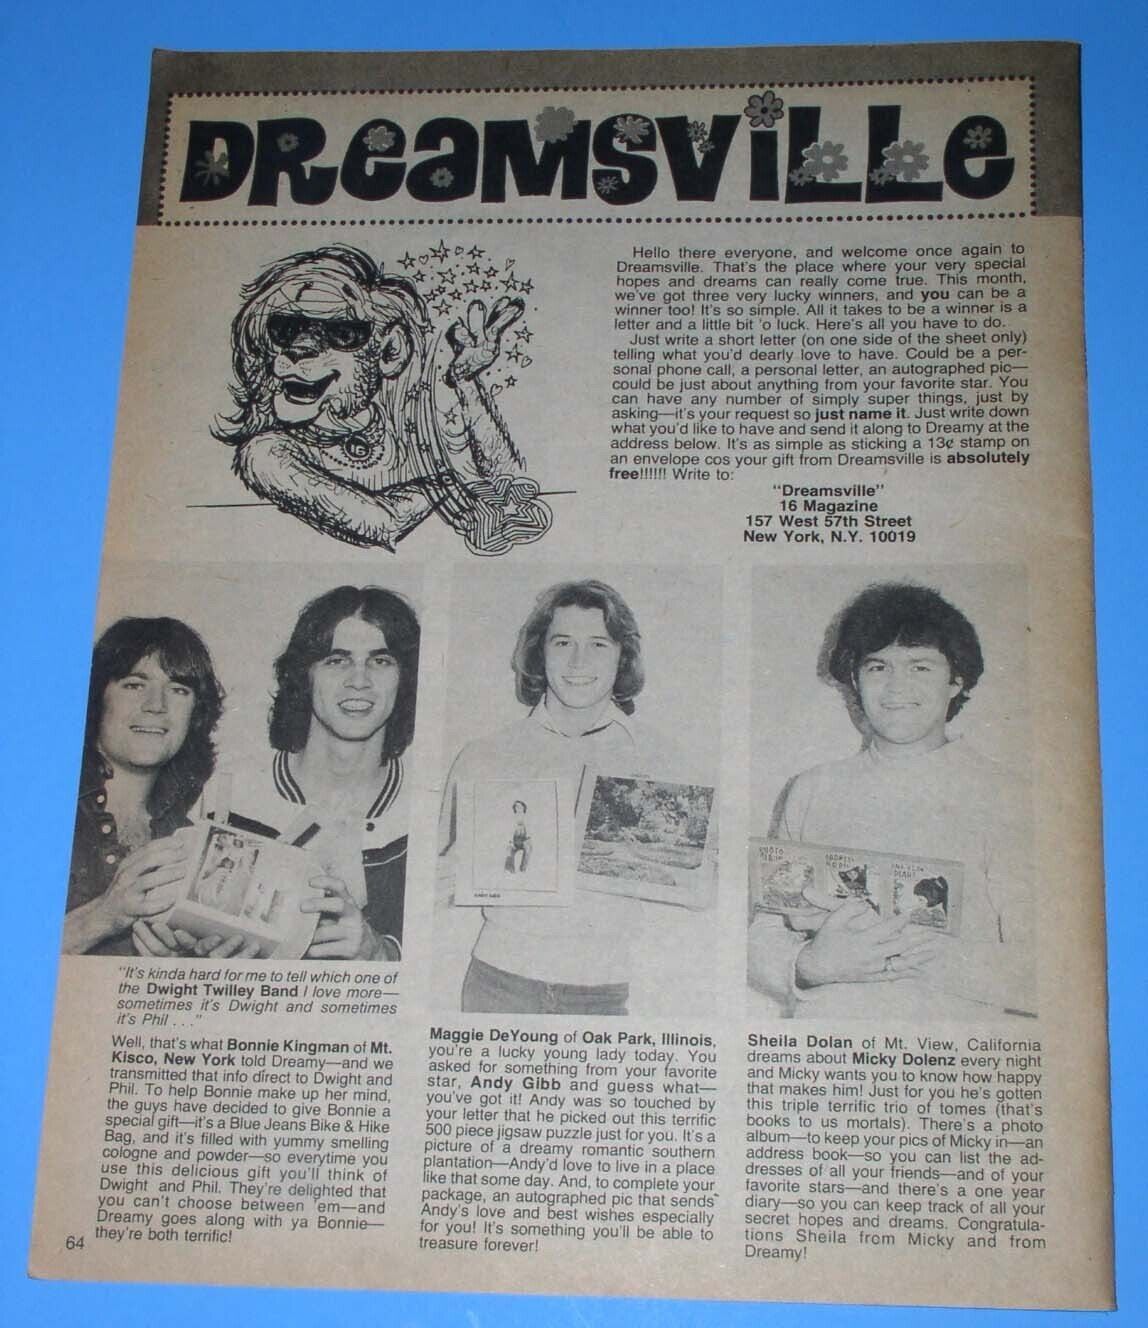 DREAMSVILLE
Hello there everyone, and welcome once again to
Dreamsville. That's the place where your very special
hopes and dreams can really come true. This month,
we've got three very lucky winners, and you can be a
winner too! It's so simple. All it takes to be a winner is a
letter and a little bit 'o luck. Here's all you have to do.
Just write a short letter (on one side of the sheet only)
telling what you'd dearly love to have. Could be a per-
sonal phone call, a personal letter, an autographed pic—
could be just about anything from your favorite star. You
can have any number of simply super things, just by
asking—it's your request so just name it. Just write down
what you'd like to have and send it along to Dreamy at the
address below. It's as simple as sticking a 13¢ stamp on
an envelope cos your gift from Dreamsville is absolutely
free!!!!!! Write to:
"Dreamsville"
16 Magazine
157 West 57th Street
New York, N.Y. 10019
16
ANDY GIBB
PHOTO
ALBUM
ADDRESS
BOOK
DIARY
"It's kinda hard for me to tell which one of
the Dwight Twilley Band I love more—
sometimes it's Dwight and sometimes
it's Phil . . ."
Well, that's what Bonnie Kingman of Mt.
Kisco, New York told Dreamy—and we
transmitted that info direct to Dwight and
Phil. To help Bonnie make up her mind,
the guys have decided to give Bonnie a
special gift—it's a Blue Jeans Bike & Hike
Bag, and it's filled with yummy smelling
cologne and powder—so everytime you
use this delicious gift you'll think of
Dwight and Phil. They're delighted that
you can't choose between 'em—and
Dreamy goes along with ya Bonnie—
they're both terrific!
Maggie DeYoung of Oak Park, Illinois,
you're a lucky young lady today. You
asked for something from your favorite
star, Andy Gibb and guess what—
you've got it! Andy was so touched by
your letter that he picked out this terrific
500 piece jigsaw puzzle just for you. It's a
picture of a dreamy romantic southern
plantation—Andy'd love to live in a place
like that some day. And, to complete your
package, an autographed pic that sends
Andy's love and best wishes especially
for you! It's something you'll be able to
treasure forever!
Sheila Dolan of Mt. View, California
dreams about Micky Dolenz every night
and Micky wants you to know how happy
that makes him! Just for you he's gotten
this triple terrific trio of tomes (that's
books to us mortals). There's a photo
album—to keep your pics of Micky in—an
address book—so you can list the ad-
dresses of all your friends—and of your
favorite stars—and there's a one year
diary—so you can keep track of all your
secret hopes and dreams. Congratula-
tions Sheila from Micky and from
Dreamy!
64